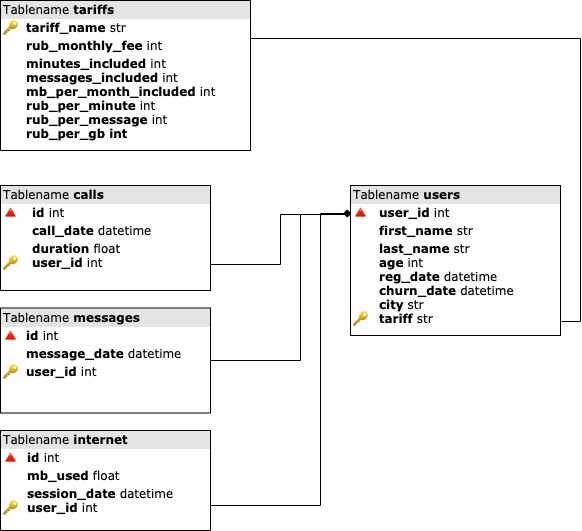 Tablename tariffs
tariff_name str
rub_monthly_fee int
minutes_included int
messages_included int
mb_per_month_included int
rub_per_minute int
rub_per_message int
rub_per_gb int
Tablename calls
id int
call_date datetime
duration float
user_id int
Tablename messages
id int
message_date datetime
user_id int
Tablename internet
id int
mb_used float
session_date datetime
user_id int
Tablename users
user_id int
first_name str
last_name str
age int
reg_date datetime
churn_date datetime
city str
tariff str